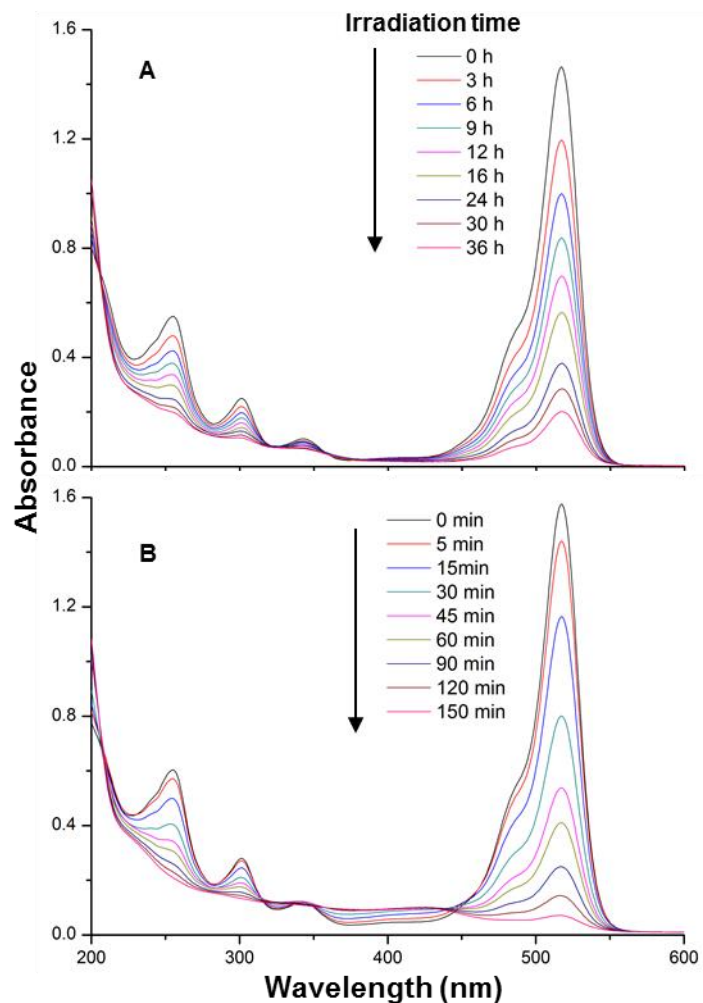 Irradiation time
A
0 h
3 h
6 h
9 h
12 h
16 h
24 h
30 h
36 h
1.6
1.2
0.8
0.4
0.0
Absorbance
B
0 min
5 min
15min
30 min
45 min
60 min
90 min
120 min
150 min
1.6
1.2
0.8
0.4
0.0
200 300 400 500 600
Wavelength (nm)